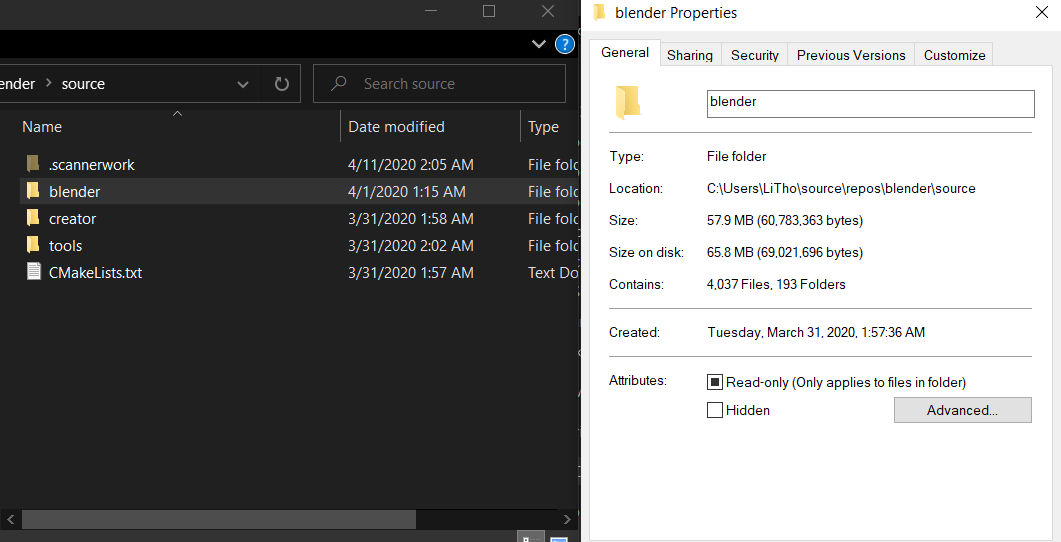 ender > source
Search source
Name
Date modified
Type
.scannerwork
4/11/2020 2:05 AM
File fold
blender
4/1/2020 1:15 AM
File fold
creator
3/31/2020 1:58 AM
File fold
tools
3/31/2020 2:02 AM
File fold
CMakeLists.txt
3/31/2020 1:57 AM
Text Do
blender Properties
General
Sharing
Security
Previous Versions
Customize
blender
Type:
File folder
Location:
C:\Users\LiTho\source\repos\blender\source
Size:
57.9 MB (60,783,363 bytes)
Size on disk:
65.8 MB (69,021,696 bytes)
Contains:
4,037 Files, 193 Folders
Created:
Tuesday, March 31, 2020, 1:57:36 AM
Attributes:
Read-only (Only applies to files in folder)
Hidden
Advanced...